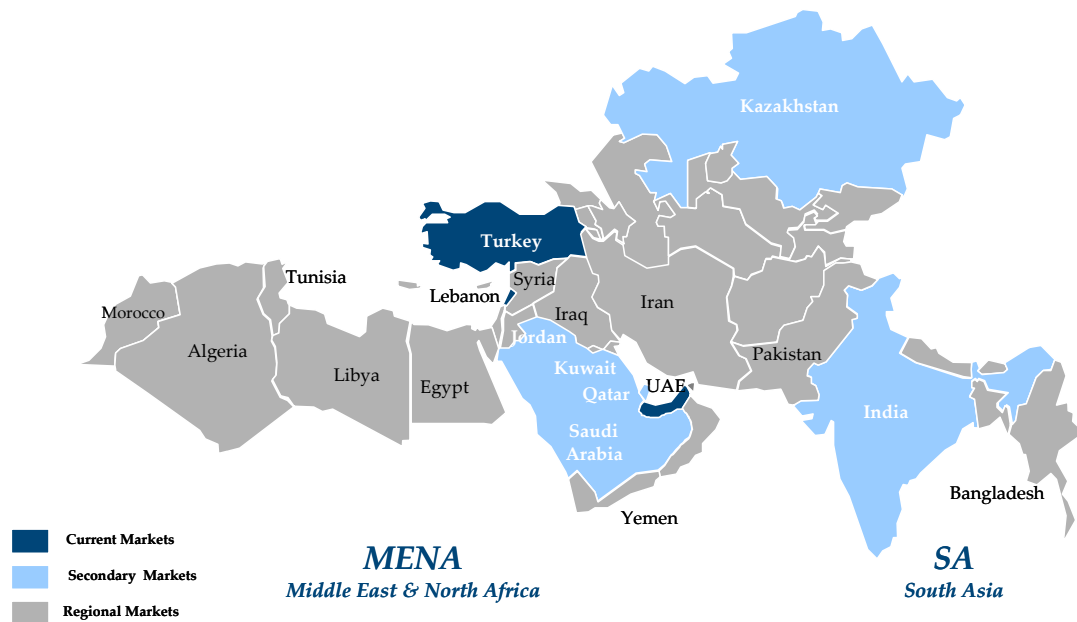 Kazakhstan
Turkey
Tunisia
Syria
Lebanon
Iran
Morocco
Iraq
Jordan
Algeria
Pakistan
Kuwait
Libya
Egypt
UAE
Qatar
India
Saudi
Arabia
Bangladesh
Yemen
Current Markets
Secondary Markets
Regional Markets
MENA
Middle East & North Africa
SA
South Asia